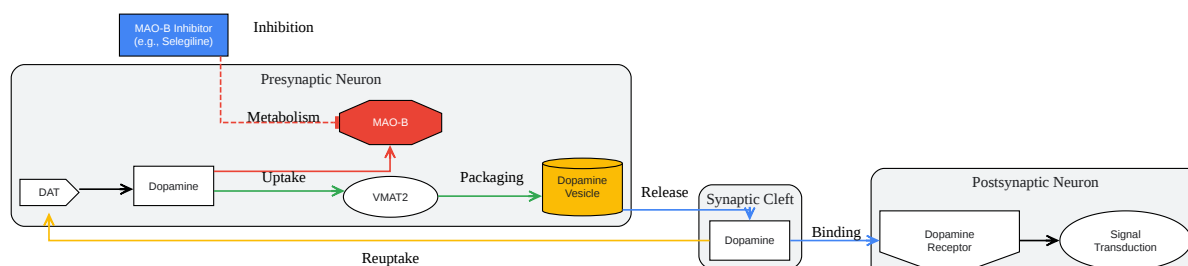 MAO-B Inhibitor
(e.g., Selegiline)
Inhibition
Presynaptic Neuron
Metabolism
MAO-B
DAT
Dopamine
Uptake
VMAT2
Packaging
Dopamine
Vesicle
Release
Synaptic Cleft
Dopamine
Binding
Postsynaptic Neuron
Dopamine
Receptor
Signal
Transduction
Reuptake